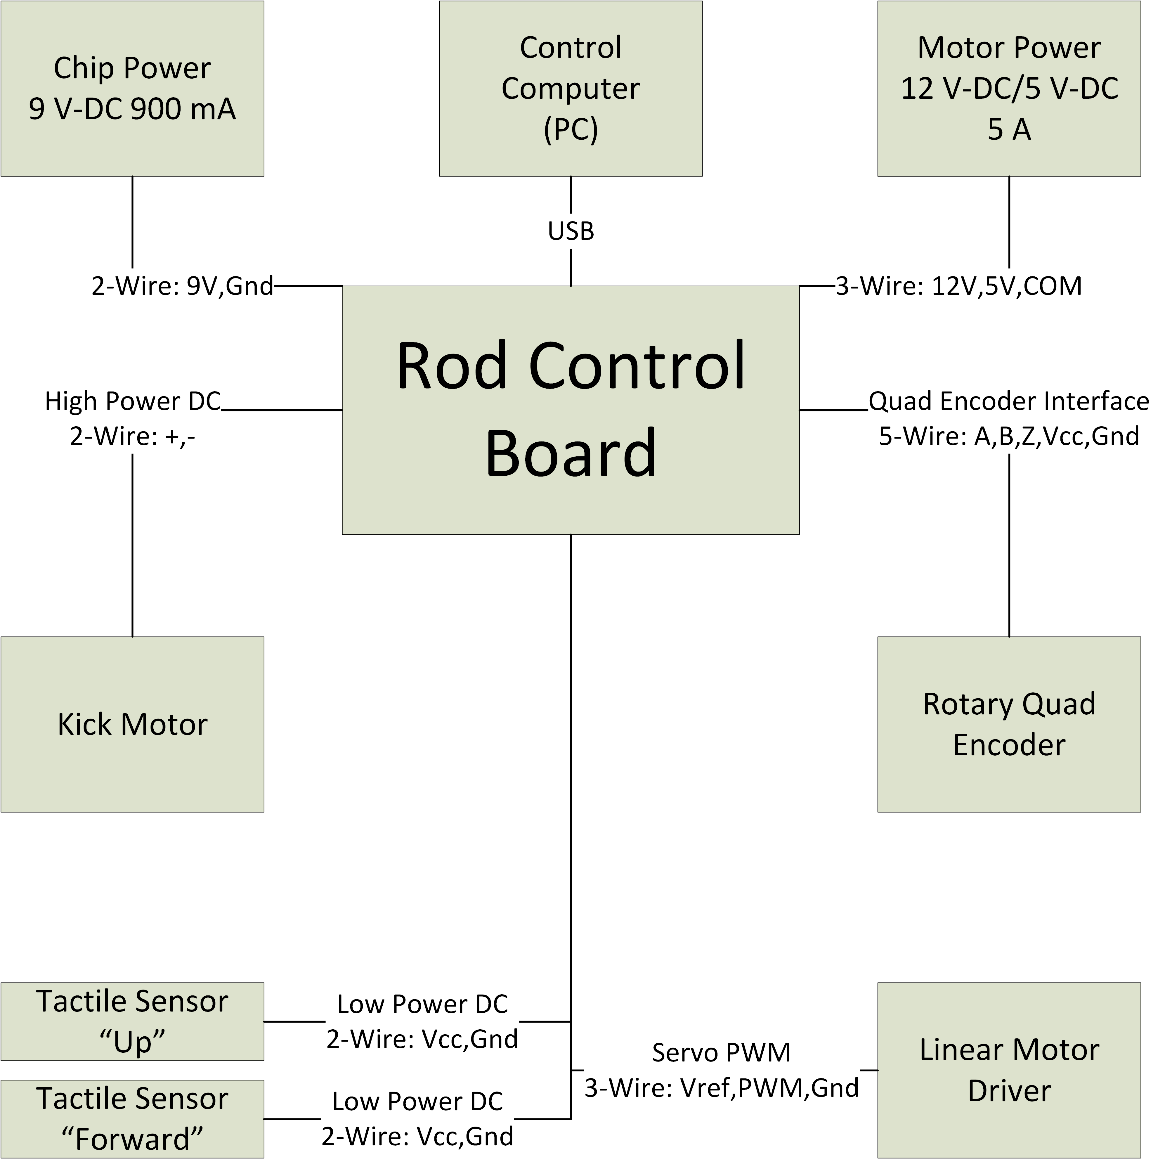 Chip Power
9 V-DC 900 mA
Control
Computer
(PC)
Motor Power
12 V-DC/5 V-DC
5 A
USB
2-Wire: 9V,Gnd
3-Wire: 12V,5V,COM
Rod Control
Board
High Power DC
2-Wire: +,-
Quad Encoder Interface
5-Wire: A,B,Z,Vcc,Gnd
Kick Motor
Rotary Quad
Encoder
Tactile Sensor
“Up”
Low Power DC
2-Wire: Vcc,Gnd
Tactile Sensor
“Forward”
Low Power DC
2-Wire: Vcc,Gnd
Servo PWM
3-Wire: Vref,PWM,Gnd
Linear Motor
Driver